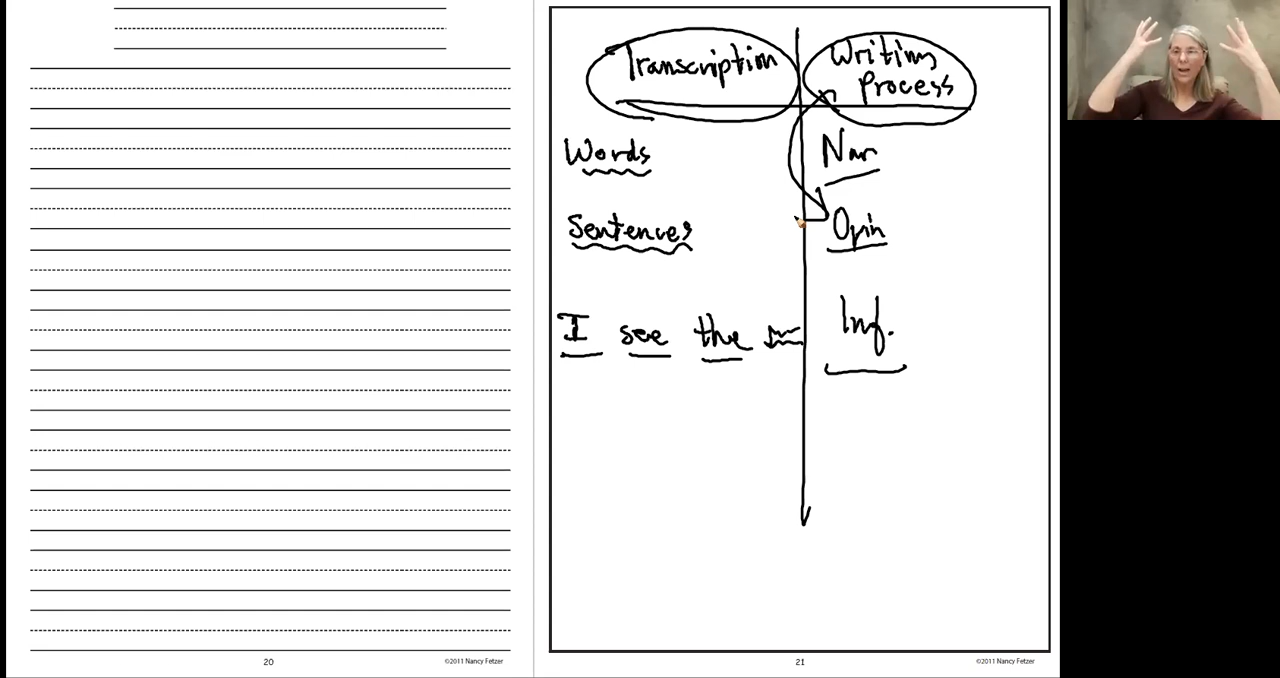 Transcription
Writing
Process
Words
Nar
Sentences
Opin
I see the
Inf.
20
©2011 Nancy Fetzer
21
©2011 Nancy Fetzer